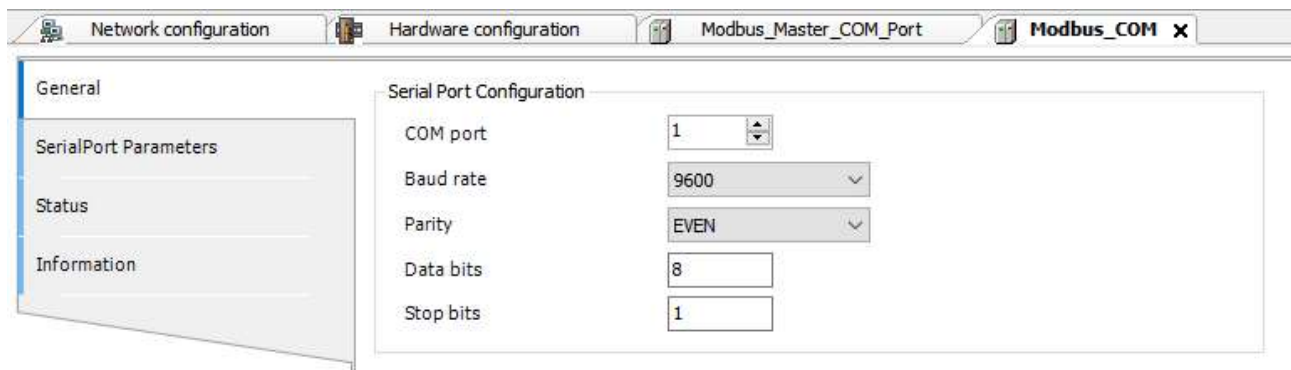 Network configuration Hardware configuration Modbus_Master_COM_Port Modbus_COM x
General
SerialPort Parameters
Status
Information
Serial Port Configuration
COM port 1
Baud rate 9600
Parity EVEN
Data bits 8
Stop bits 1